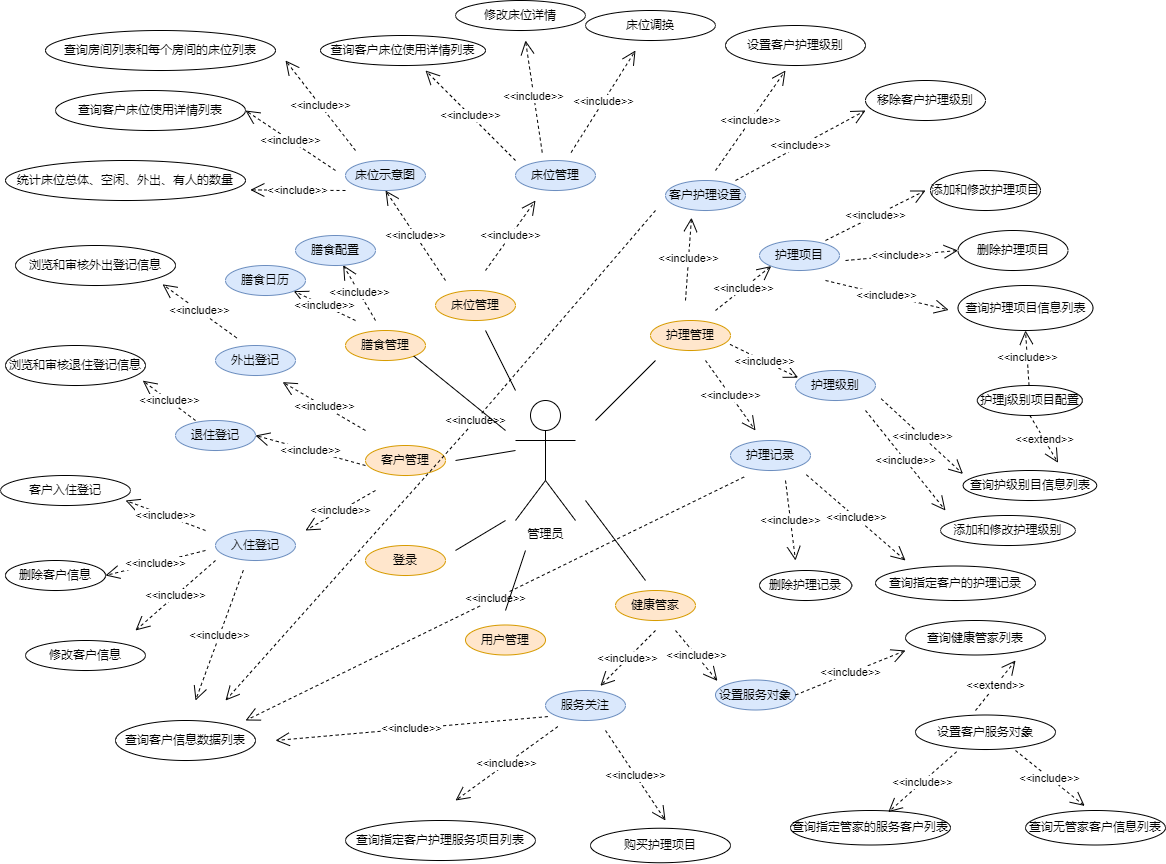 修改床位详情
床位调换
查询房间列表和每个房间的床位列表
查询客户床位使用详情列表
设置客户护理级别
<<include>>
<<include>>
<<include>>
移除客户护理级别
查询客户床位使用详情列表
<<include>>
<<include>>
<<include>>
<<include>>
统计床位总体、空闲、外出、有人的数量
<<include>>
床位示意图
床位管理
客户护理设置
添加和修改护理项目
<<include>>
<<include>>
<<include>>
膳食配置
护理项目
删除护理项目
<<include>>
<<include>>
浏览和审核外出登记信息
膳食日历
<<include>>
<<include>>
<<include>>
<<include>>
床位管理
查询护理项目信息列表
<<include>>
膳食管理
护理管理
<<include>>
外出登记
<<include>>
浏览和审核退住登记信息
护理级别
<<include>>
<<include>>
<<include>>
护理j级别项目配置
<<include>>
退住登记
<<include>>
<<include>>
<<extend>>
客户管理
护理记录
<<include>>
客户入住登记
查询护级别目信息列表
<<include>>
<<include>>
<<include>>
<<include>>
管理员
添加和修改护理级别
入住登记
登录
<<include>>
删除客户信息
删除护理记录
查询指定客户的护理记录
<<include>>
<<include>>
健康管家
<<include>>
用户管理
查询健康管家列表
修改客户信息
<<include>>
<<include>>
<<include>>
<<extend>>
设置服务对象
服务关注
<<include>>
设置客户服务对象
查询客户信息数据列表
<<include>>
<<include>>
<<include>>
<<include>>
查询指定管家的服务客户列表
查询无管家客户信息列表
查询指定客户护理服务项目列表
购买护理项目